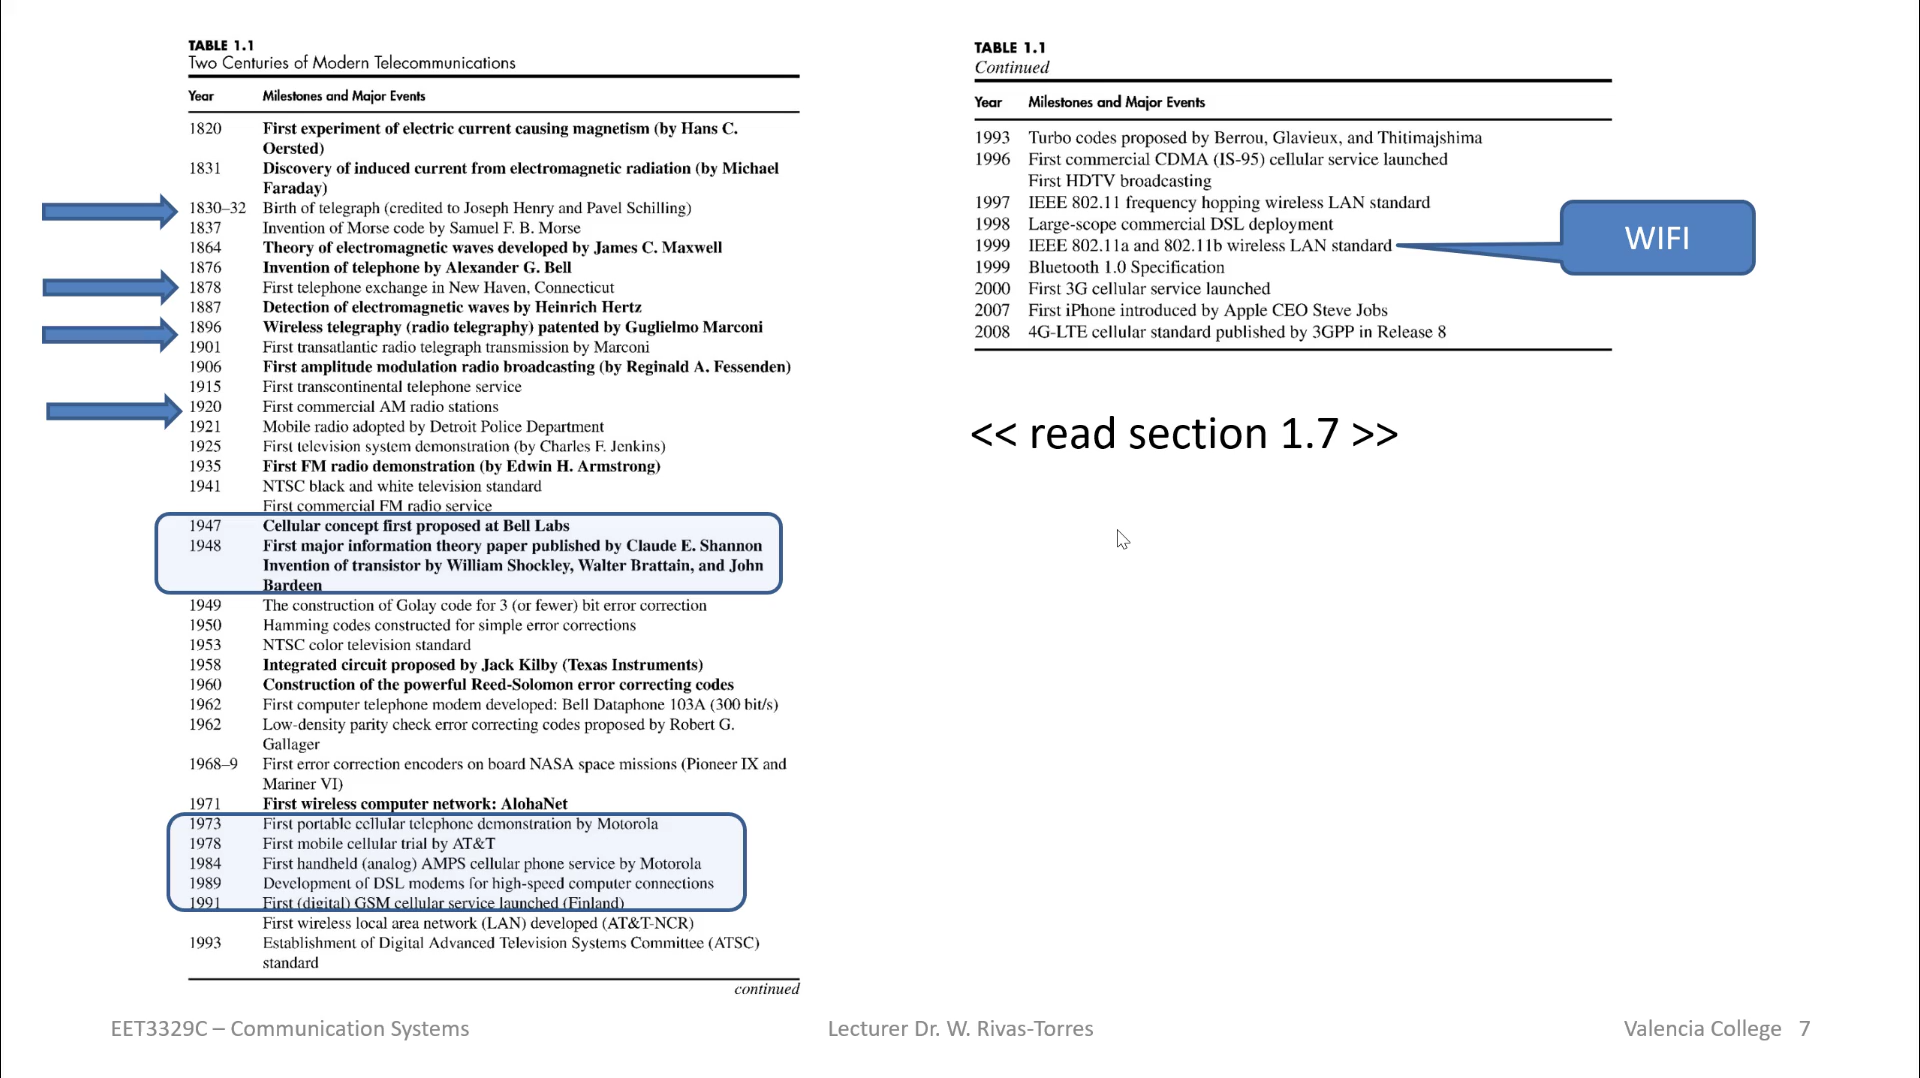 TABLE 1.1
Two Centuries of Modern Telecommunications
Year Milestones and Major Events
1820 First experiment of electric current causing magnetism (by Hans C.
Oersted)
1831 Discovery of induced current from electromagnetic radiation (by Michael
Faraday)
1830–32 Birth of telegraph (credited to Joseph Henry and Pavel Schilling)
1837 Invention of Morse code by Samuel F. B. Morse
1864 Theory of electromagnetic waves developed by James C. Maxwell
1876 Invention of telephone by Alexander G. Bell
1878 First telephone exchange in New Haven, Connecticut
1887 Detection of electromagnetic waves by Heinrich Hertz
1896 Wireless telegraphy (radio telegraphy) patented by Guglielmo Marconi
1901 First transatlantic radio telegraph transmission by Marconi
1906 First amplitude modulation radio broadcasting (by Reginald A. Fessenden)
1915 First transcontinental telephone service
1920 First commercial AM radio stations
1921 Mobile radio adopted by Detroit Police Department
1925 First television system demonstration (by Charles F. Jenkins)
1935 First FM radio demonstration (by Edwin H. Armstrong)
1941 NTSC black and white television standard
First commercial FM radio service
1947 Cellular concept first proposed at Bell Labs
1948 First major information theory paper published by Claude E. Shannon
Invention of transistor by William Shockley, Walter Brattain, and John
Bardeen
1949 The construction of Golay code for 3 (or fewer) bit error correction
1950 Hamming codes constructed for simple error corrections
1953 NTSC color television standard
1958 Integrated circuit proposed by Jack Kilby (Texas Instruments)
1960 Construction of the powerful Reed-Solomon error correcting codes
1962 First computer telephone modem developed: Bell Dataphone 103A (300 bit/s)
1962 Low-density parity check error correcting codes proposed by Robert G.
Gallager
1968–9 First error correction encoders on board NASA space missions (Pioneer IX and
Mariner VI)
1971 First wireless computer network: AlohaNet
1973 First portable cellular telephone demonstration by Motorola
1978 First mobile cellular trial by AT&T
1984 First handheld (analog) AMPS cellular phone service by Motorola
1989 Development of DSL modems for high-speed computer connections
1991 First (digital) GSM cellular service launched (Finland)
First wireless local area network (LAN) developed (AT&T-NCR)
1993 Establishment of Digital Advanced Television Systems Committee (ATSC)
standard
continued
TABLE 1.1
Continued
Year Milestones and Major Events
1993 Turbo codes proposed by Berrou, Glavieux, and Thitimajshima
1996 First commercial CDMA (IS-95) cellular service launched
First HDTV broadcasting
1997 IEEE 802.11 frequency hopping wireless LAN standard
1998 Large-scope commercial DSL deployment
1999 IEEE 802.11a and 802.11b wireless LAN standard
1999 Bluetooth 1.0 Specification
2000 First 3G cellular service launched
2007 First iPhone introduced by Apple CEO Steve Jobs
2008 4G-LTE cellular standard published by 3GPP in Release 8
WIFI
<< read section 1.7 >>
EET3329C – Communication Systems
Lecturer Dr. W. Rivas-Torres
Valencia College 7